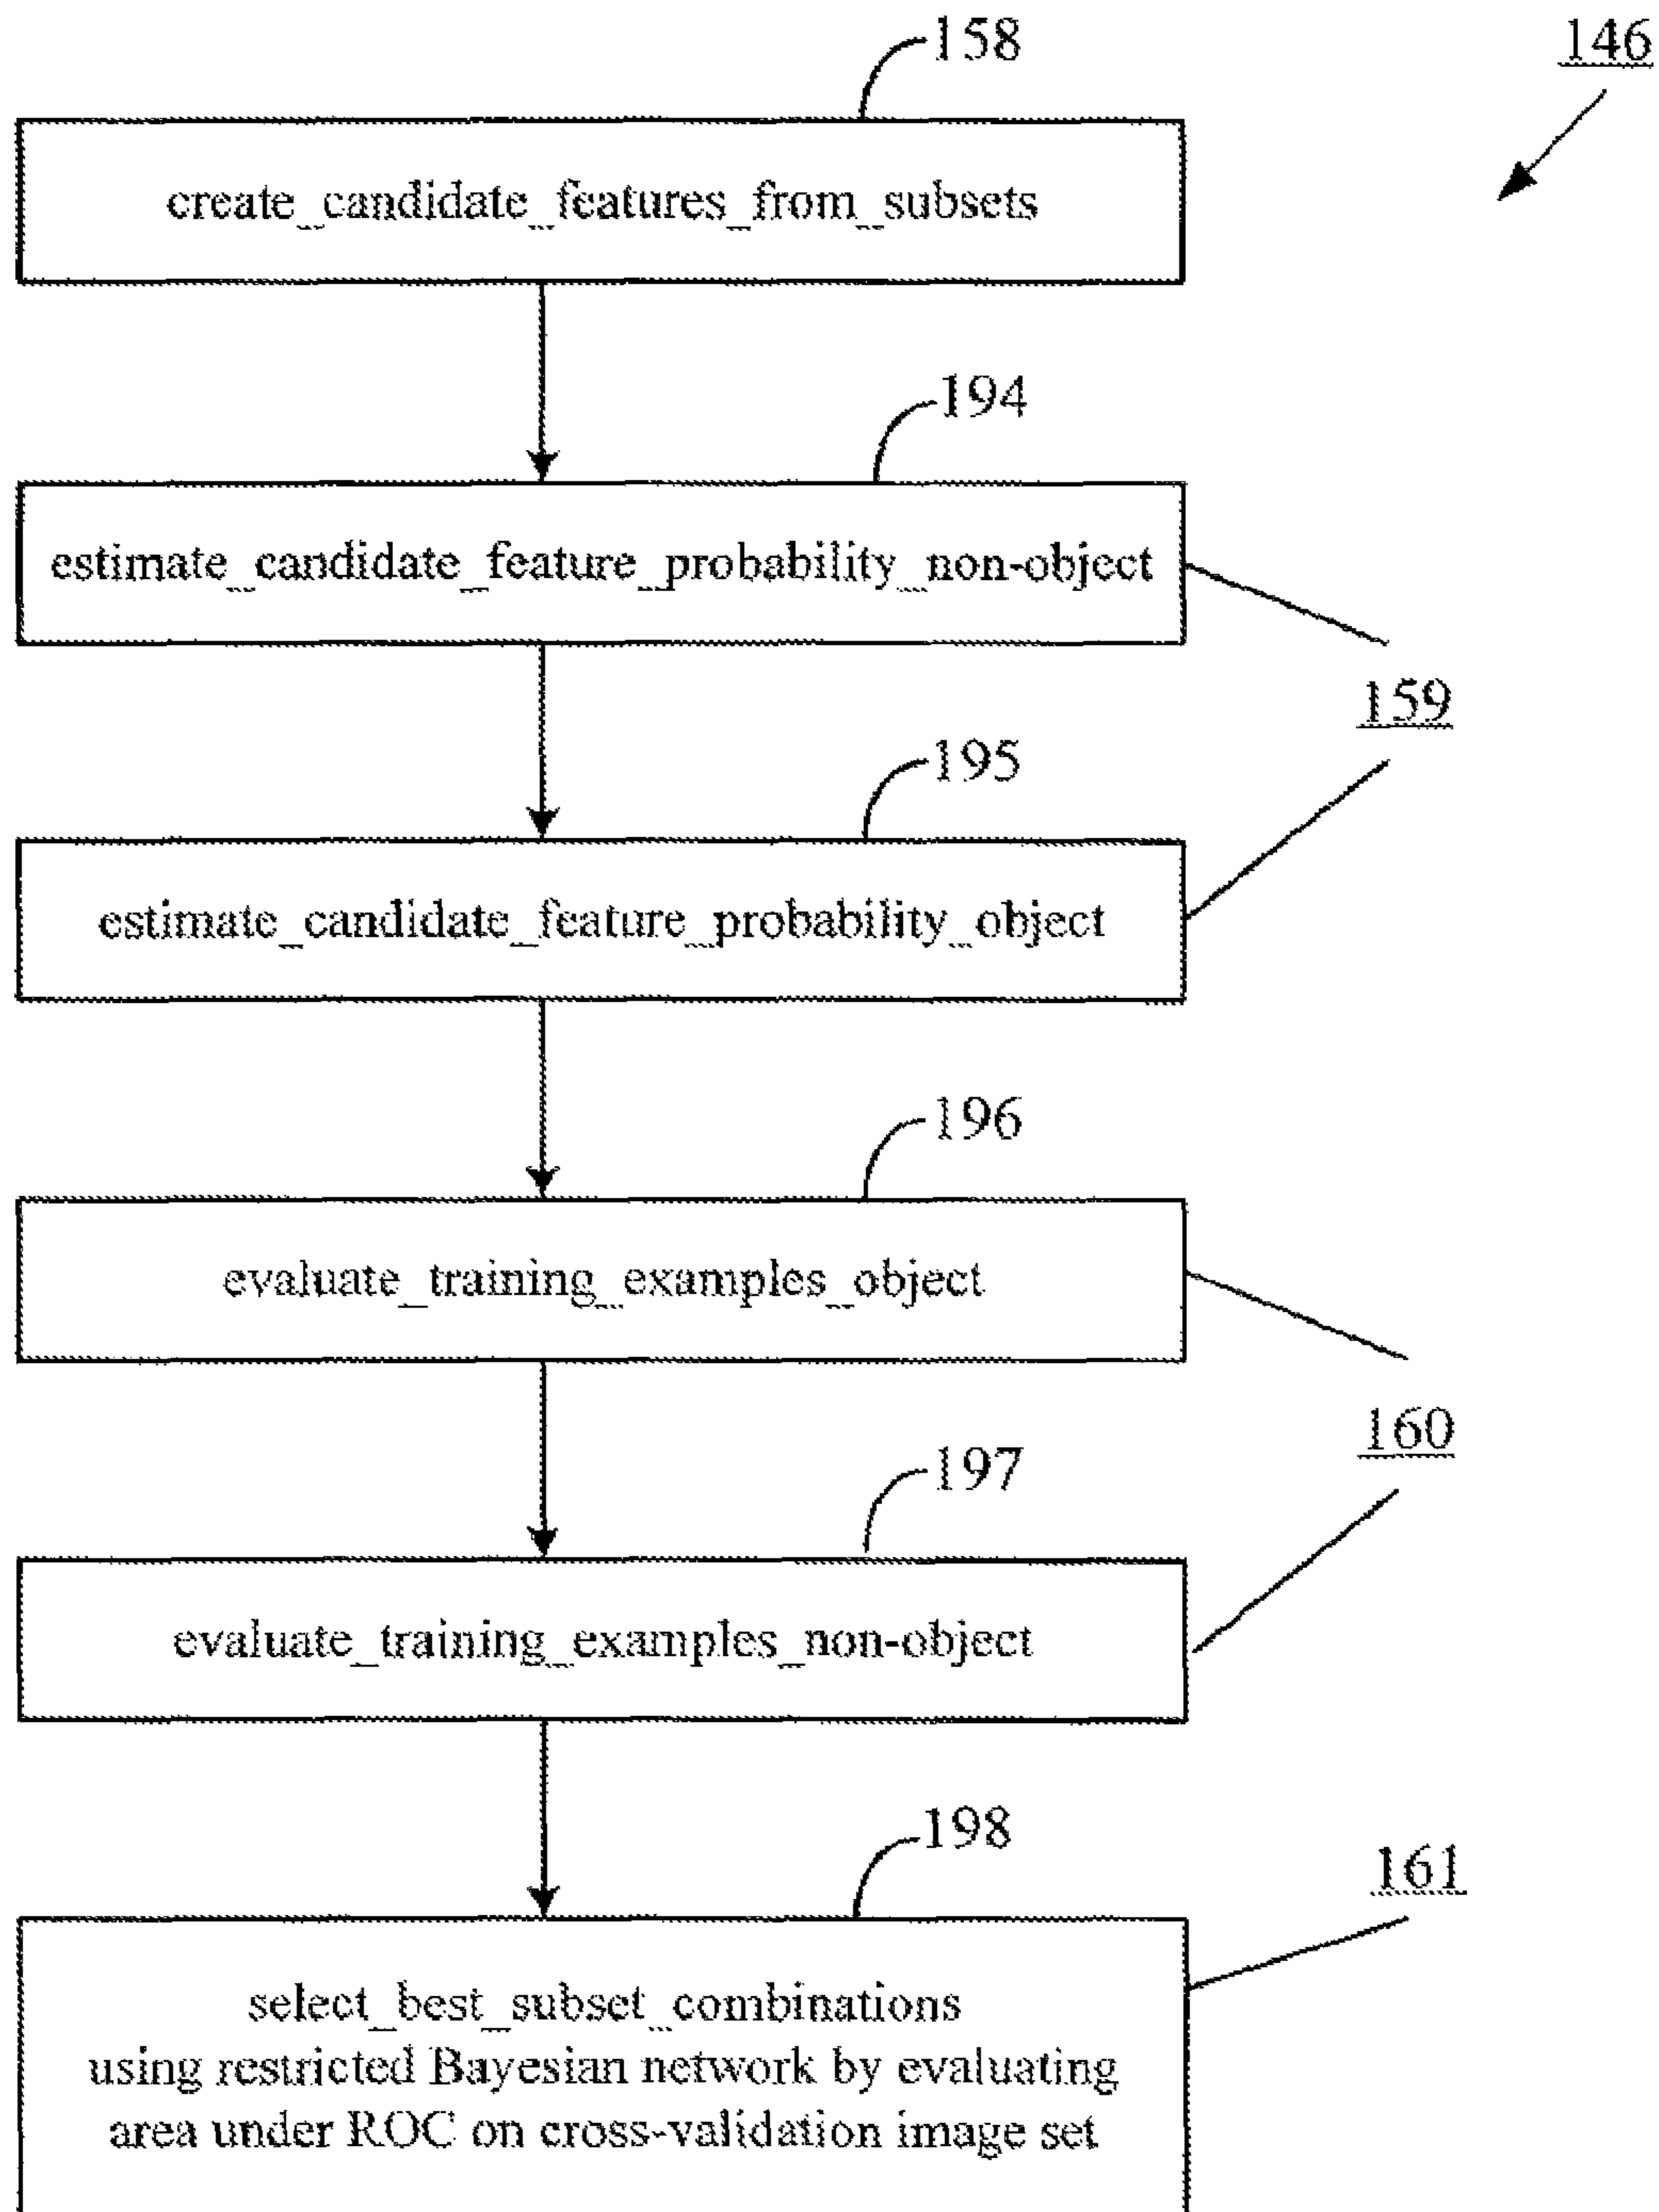 158
146
create_candidate_features_from_subsets
194
estimate_candidate_feature_probability_non-object
159
195
estimate_candidate_feature_probability_object
196
evaluate_training_examples_object
160
197
evaluate_training_examples_non-object
198
161
select_best_subset_combinations
using restricted Bayesian network by evaluating
area under ROC on cross-validation image set